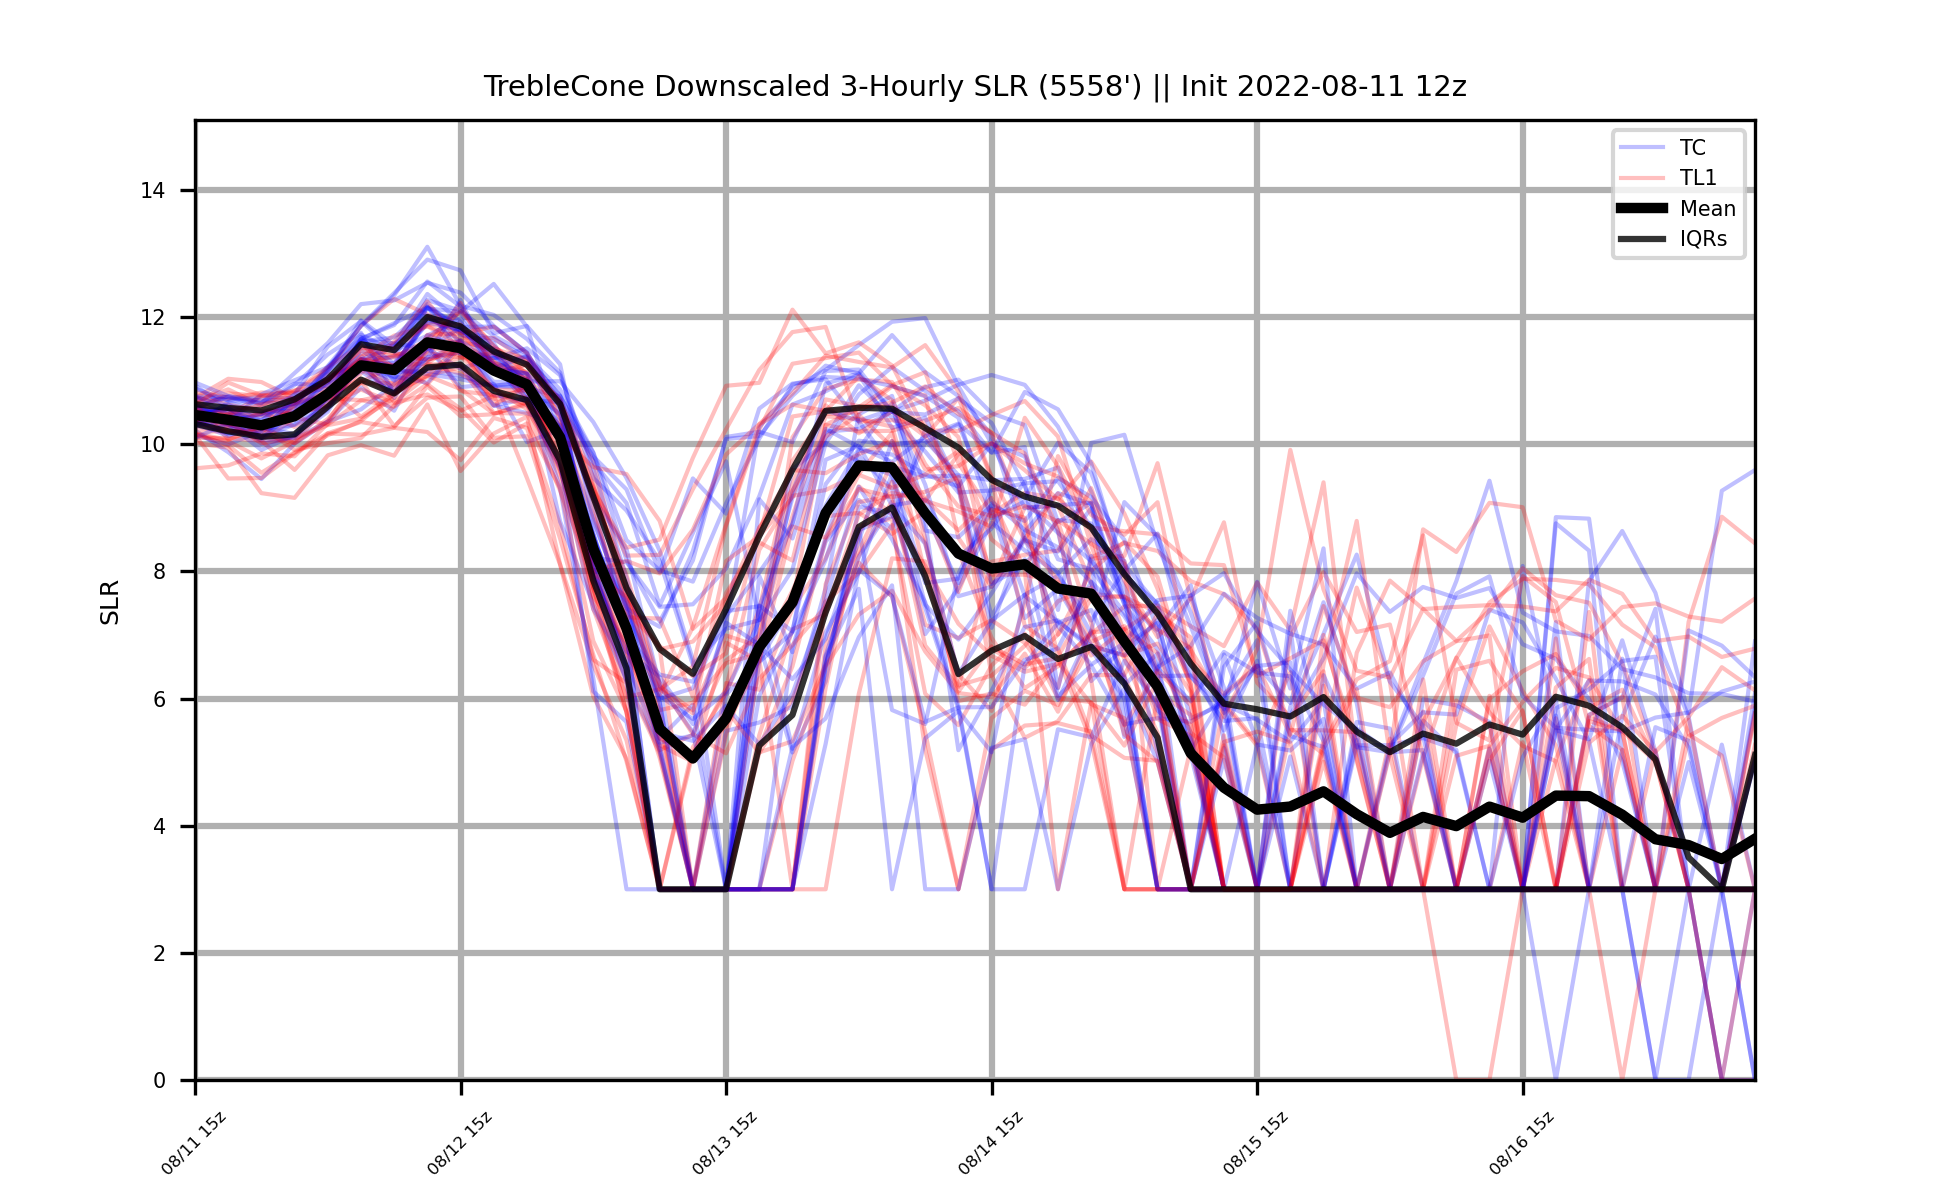 TrebleCone Downscaled 3-Hourly SLR (5558') || Init 2022-08-11 12z
TC
TL1
Mean
IQRs
SLR
14
12
10
8
6
4
2
0
08/11 15z
08/12 15z
08/13 15z
08/14 15z
08/15 15z
08/16 15z